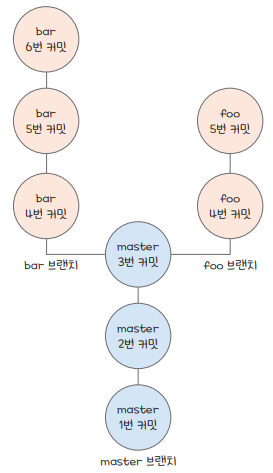 bar
6번 커밋
bar
5번 커밋
foo
5번 커밋
bar
4번 커밋
foo
4번 커밋
master
3번 커밋
bar 브랜치
foo 브랜치
master
2번 커밋
master
1번 커밋
master 브랜치